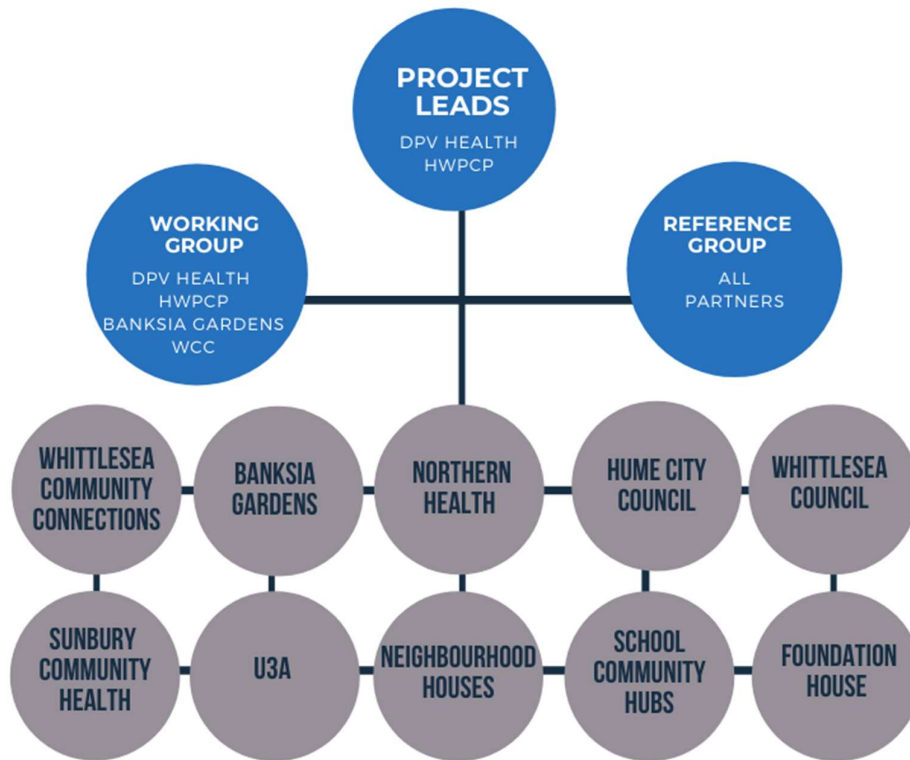 PROJECT
LEADS
DPV HEALTH
HWPCP
WORKING
GROUP
DPV HEALTH
HWPCP
BANKSIA GARDENS
WCC
REFERENCE
GROUP
ALL
PARTNERS
WHITTLESEA
COMMUNITY
CONNECTIONS
BANKSIA
GARDENS
NORTHERN
HEALTH
HUME CITY
COUNCIL
WHITTLESEA
COUNCIL
SUNBURY
COMMUNITY
HEALTH
U3A
NEIGHBOURHOOD
HOUSES
SCHOOL
COMMUNITY
HUBS
FOUNDATION
HOUSE